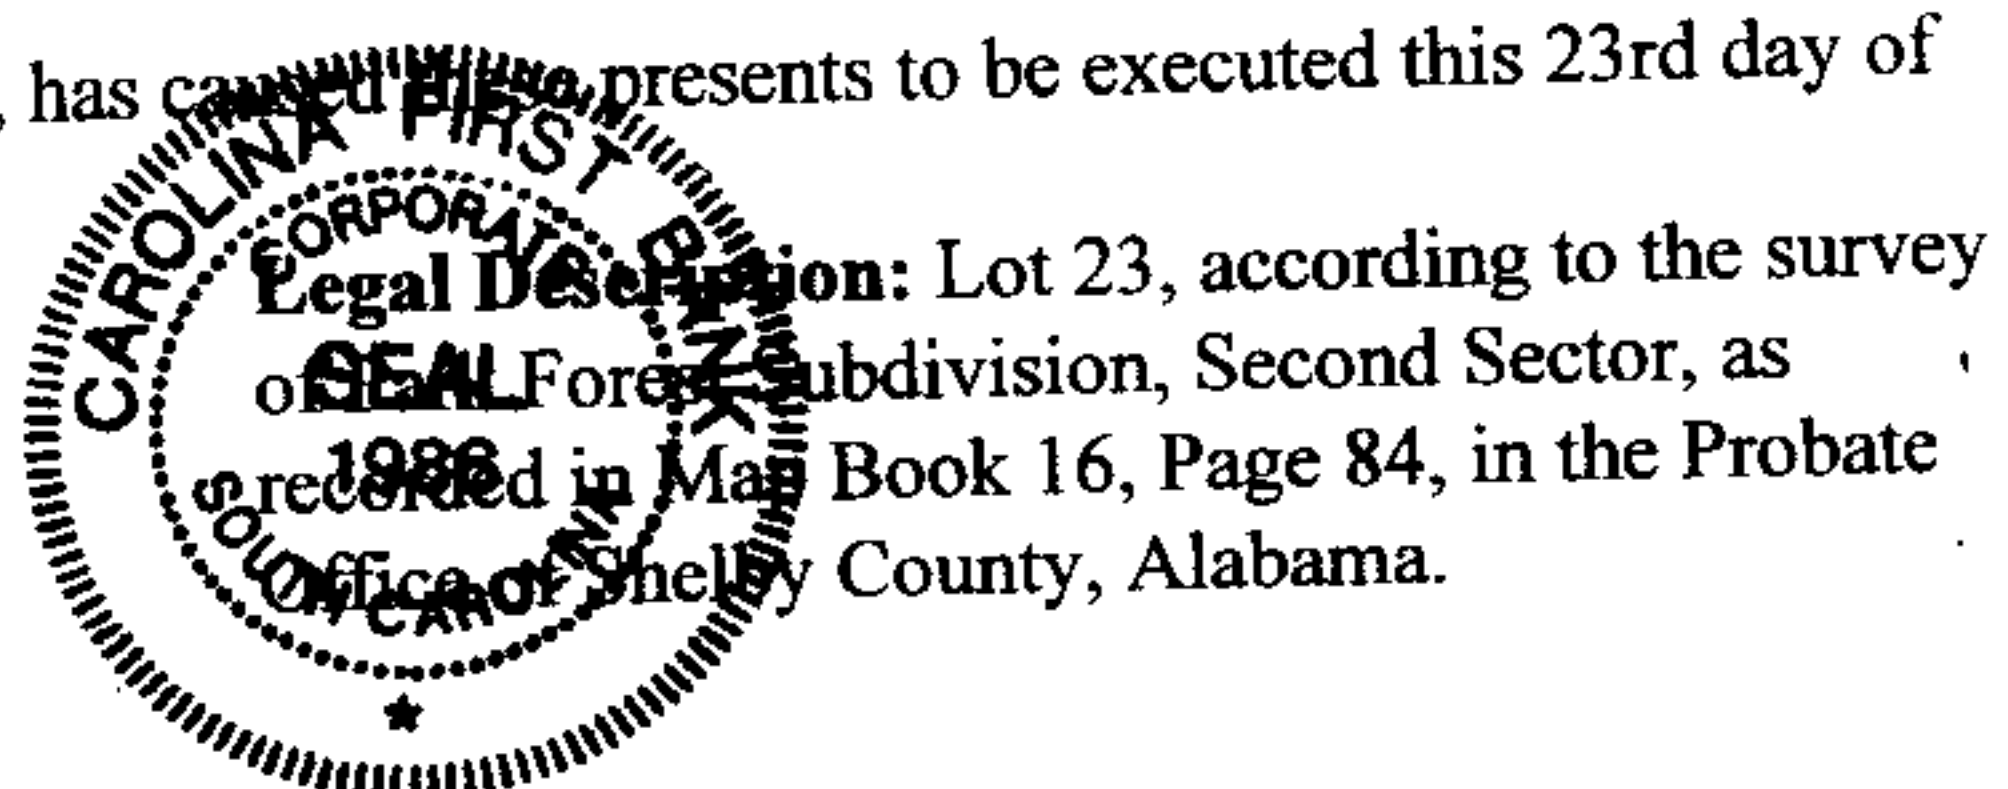 , has caused these presents to be executed this 23rd day of
CAROLINA FIRST BANK
CORPORATE
SEAL
1986
SOUTH CAROLINA
Legal Description: Lot 23, according to the survey
of Forest Subdivision, Second Sector, as
recorded in Map Book 16, Page 84, in the Probate
Office of Shelby County, Alabama.